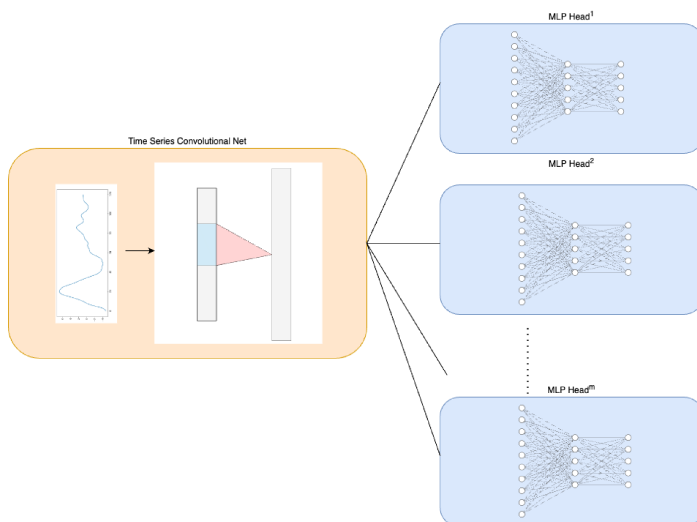 MLP Head¹
Time Series Convolutional Net
MLP Head²
MLP Headᵐ